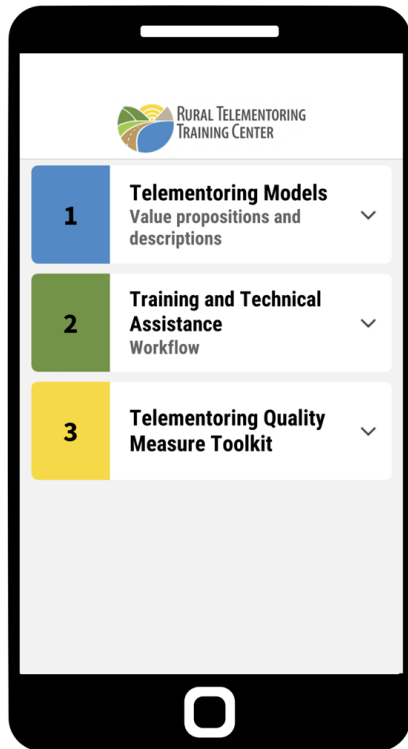 RURAL TELEMENTORING
TRAINING CENTER
1
Telementoring Models
Value propositions and
descriptions
2
Training and Technical
Assistance
Workflow
3
Telementoring Quality
Measure Toolkit